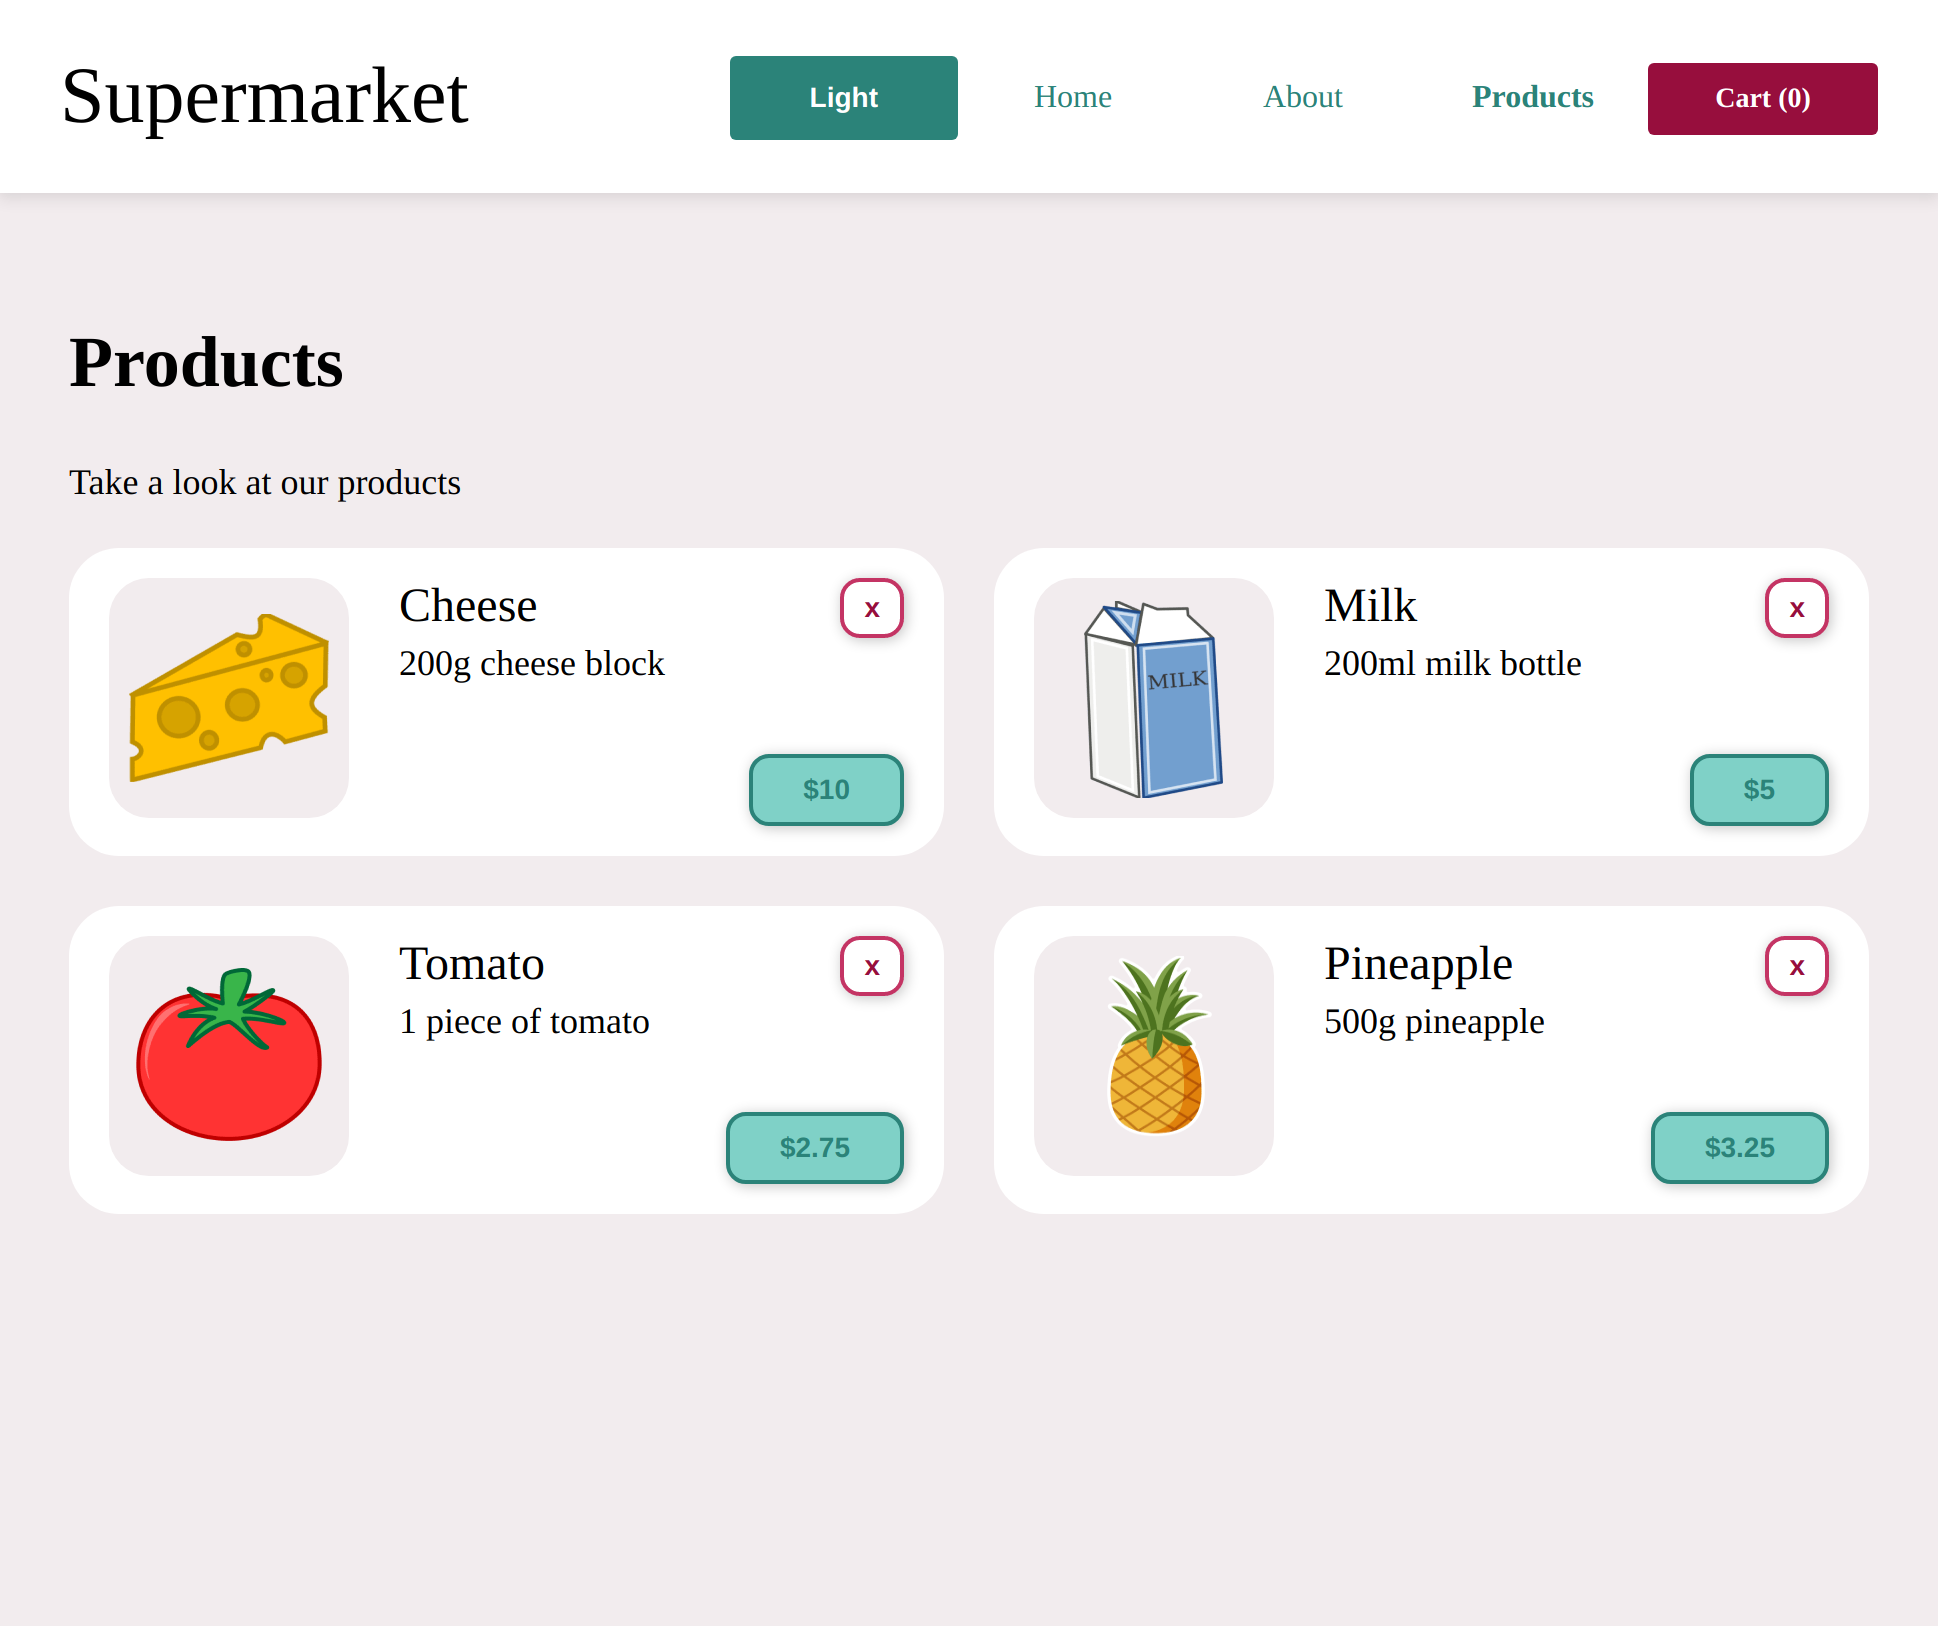 Supermarket
Light
Home
About
Products
Cart (0)
Products
Take a look at our products
Cheese
x
200g cheese block
$10
Milk
x
MILK
200ml milk bottle
$5
Tomato
x
1 piece of tomato
$2.75
Pineapple
x
500g pineapple
$3.25